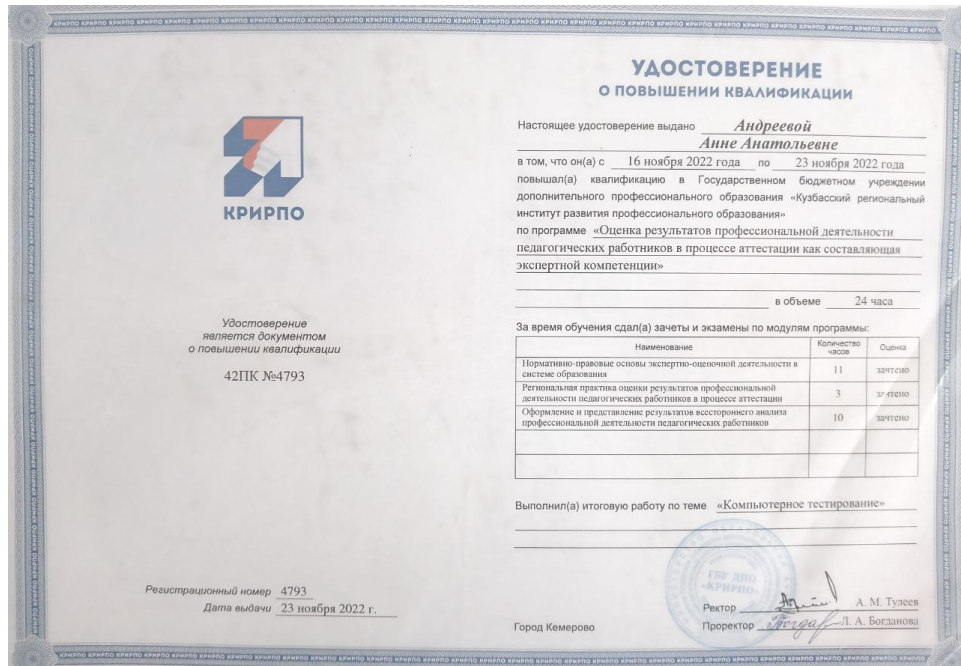 КРИРПО
Удостоверение
является документом
о повышении квалификации
42ПК №4793
Регистрационный номер 4793
Дата выдачи 23 ноября 2022 г.
УДОСТОВЕРЕНИЕ
О ПОВЫШЕНИИ КВАЛИФИКАЦИИ
Настоящее удостоверение выдано Андреевой
Анне Анатольевне
в том, что он(а) с 16 ноября 2022 года по 23 ноября 2022 года
повышал(а) квалификацию в Государственном бюджетном учреждении
дополнительного профессионального образования «Кузбасский региональный
институт развития профессионального образования»
по программе «Оценка результатов профессиональной деятельности
педагогических работников в процессе аттестации как составляющая
экспертной компетенции»
в объеме 24 часа
За время обучения сдал(а) зачеты и экзамены по модулям программы:
Наименование Количество часов Оценка
Нормативно-правовые основы экспертно-оценочной деятельности в
системе образования 11 зачтено
Региональная практика оценки результатов профессиональной
деятельности педагогических работников в процессе аттестации 3 зачтено
Оформление и представление результатов всестороннего анализа
профессиональной деятельности педагогических работников 10 зачтено
Выполнил(а) итоговую работу по теме «Компьютерное тестирование»
ГБУ ДПО
«КРИРПО»
Ректор А. М. Тулеев
Город Кемерово
Проректор Л. А. Богданова